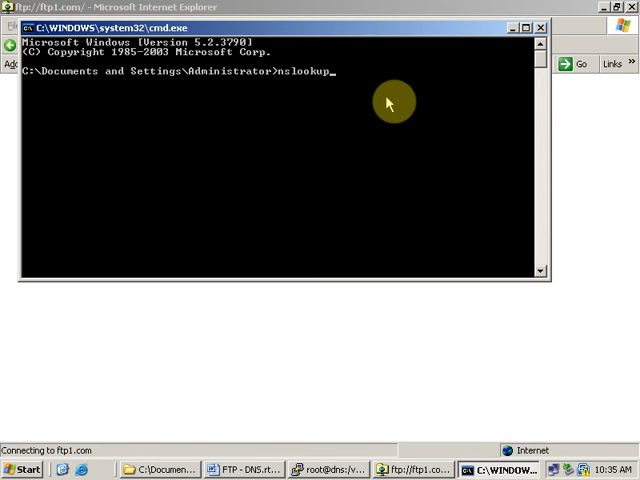 ftp://ftp1.com/ - Microsoft Internet Explorer
C:\WINDOWS\system32\cmd.exe
Microsoft Windows [Version 5.2.3790]
(C) Copyright 1985-2003 Microsoft Corp.
C:\Documents and Settings\Administrator>nslookup_
Go
Links »
Connecting to ftp1.com
Internet
Start
C:\Documen...
FTP - DNS.rt...
root@dns:/v...
ftp://ftp1.co...
C:\WINDOW...
10:35 AM